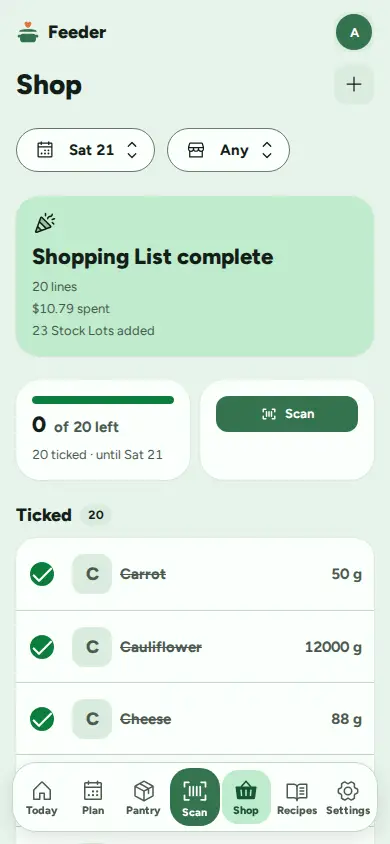 Feeder
A
Shop
Sat 21
Any
Shopping List complete
20 lines
$10.79 spent
23 Stock Lots added
0 of 20 left
20 ticked · until Sat 21
Scan
Ticked 20
C Carrot 50 g
C Cauliflower 12000 g
C Cheese 88 g
Today Plan Pantry Scan Shop Recipes Settings